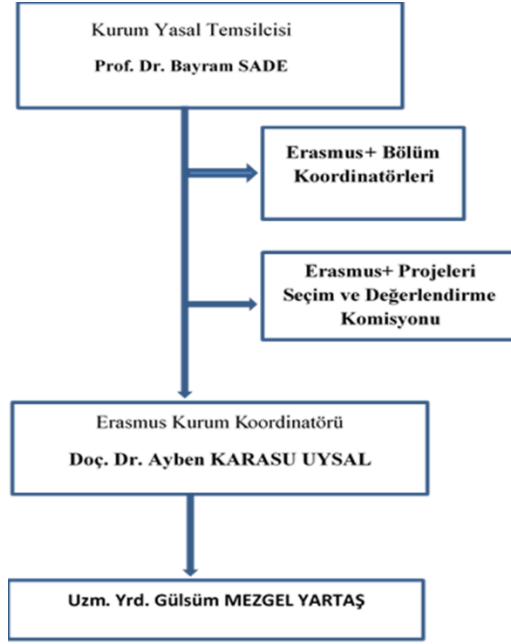 Kurum Yasal Temsilcisi
Prof. Dr. Bayram SADE
Erasmus+ Bölüm
Koordinatörleri
Erasmus+ Projeleri
Seçim ve Değerlendirme
Komisyonu
Erasmus Kurum Koordinatörü
Doç. Dr. Ayben KARASU UYSAL
Uzm. Yrd. Gülsüm MEZGEL YARTAŞ